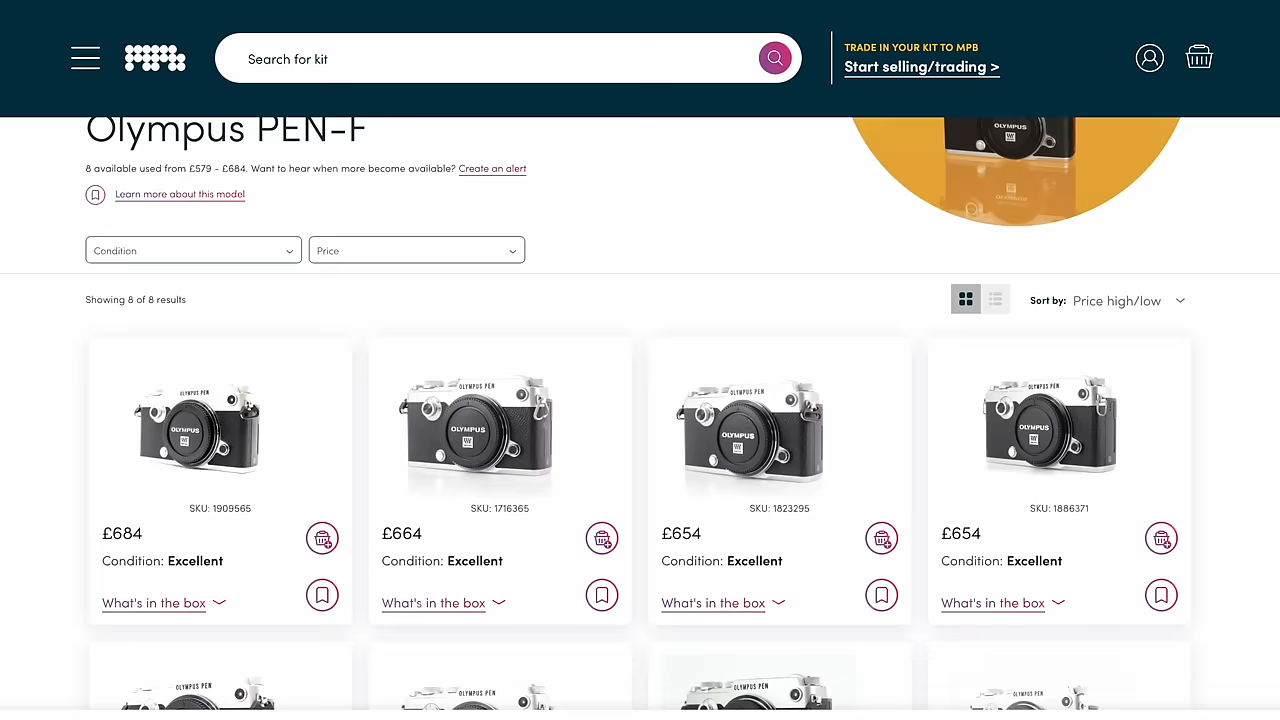 Search for kit
TRADE IN YOUR KIT TO MPB
Start selling/trading >
Olympus PEN-F
8 available used from £579 - £684. Want to hear when more become available? Create an alert
Learn more about this model
Condition
Price
OLYMPUS
Showing 8 of 8 results
Sort by: Price high/low
OLYMPUS PEN
OLYMPUS
SKU: 1909565
£684
Condition: Excellent
What's in the box
OLYMPUS PEN
OLYMPUS
SKU: 1716365
£664
Condition: Excellent
What's in the box
OLYMPUS PEN
OLYMPUS
SKU: 1823295
£654
Condition: Excellent
What's in the box
OLYMPUS PEN
OLYMPUS
SKU: 1886371
£654
Condition: Excellent
What's in the box
OLYMPUS PEN
OLYMPUS PEN
OLYMPUS PEN
OLYMPUS PEN